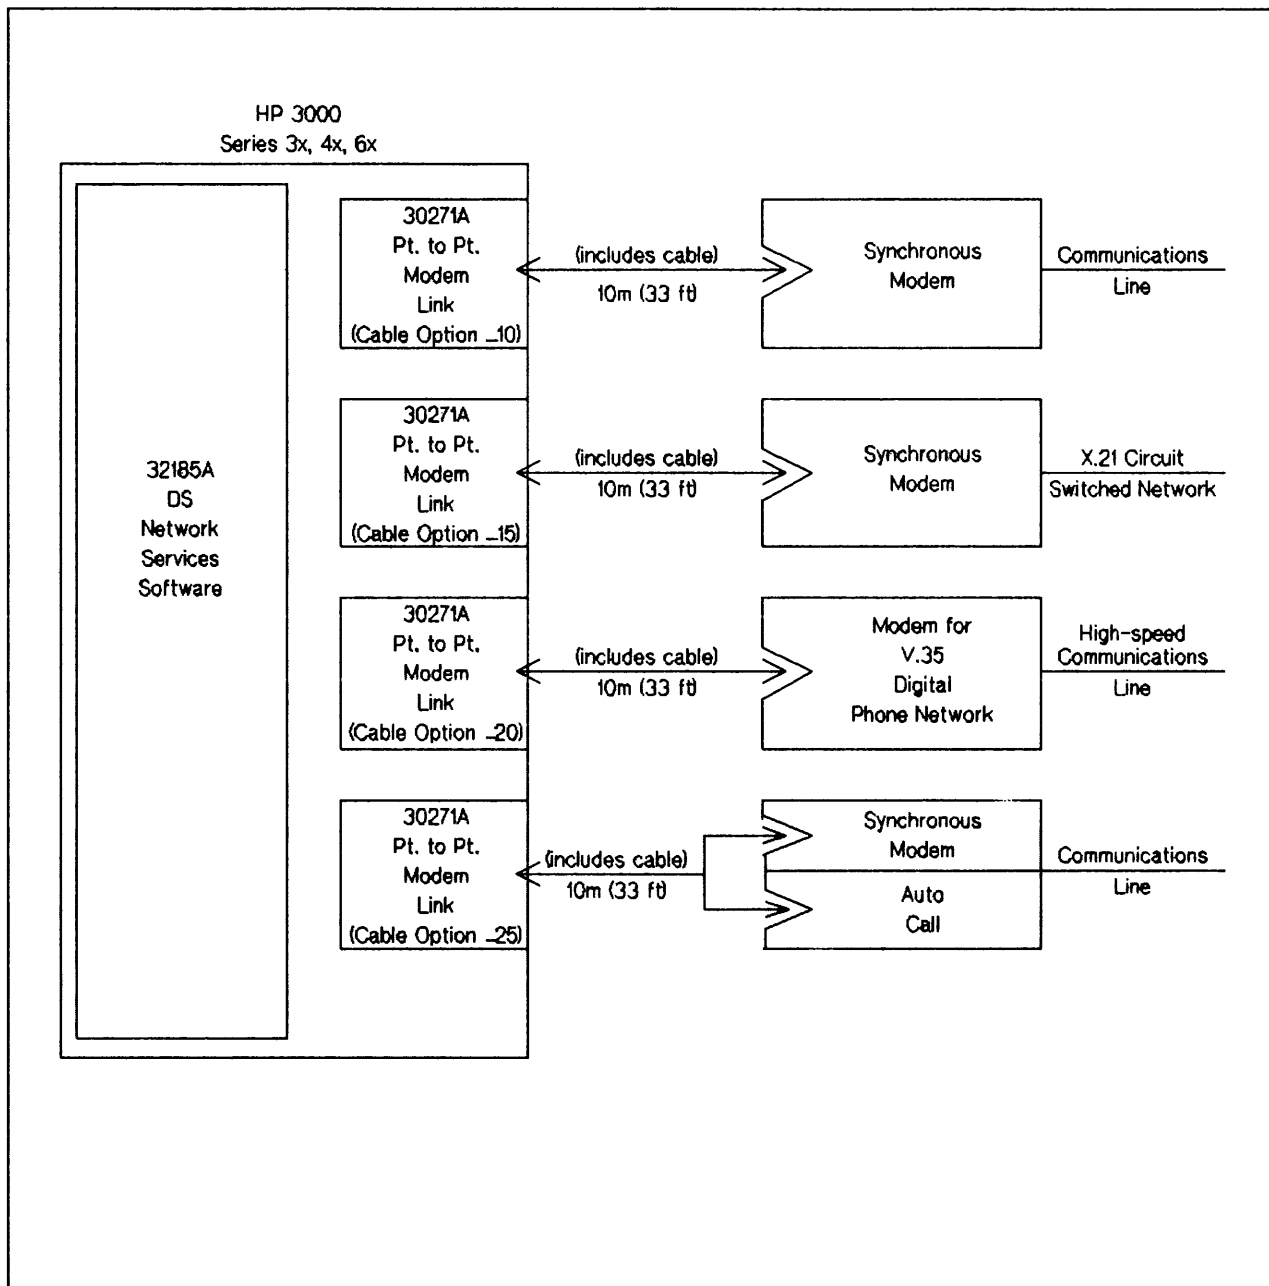 HP 3000
Series 3x, 4x, 6x
32185A
DS
Network
Services
Software
30271A
Pt. to Pt.
Modem
Link
(Cable Option _10)
(includes cable)
10m (33 ft)
Synchronous
Modem
Communications
Line
30271A
Pt. to Pt.
Modem
Link
(Cable Option _15)
(includes cable)
10m (33 ft)
Synchronous
Modem
X.21 Circuit
Switched Network
30271A
Pt. to Pt.
Modem
Link
(Cable Option _20)
(includes cable)
10m (33 ft)
Modem for
V.35
Digital
Phone Network
High-speed
Communications
Line
30271A
Pt. to Pt.
Modem
Link
(Cable Option _25)
(includes cable)
10m (33 ft)
Synchronous
Modem
Auto
Call
Communications
Line